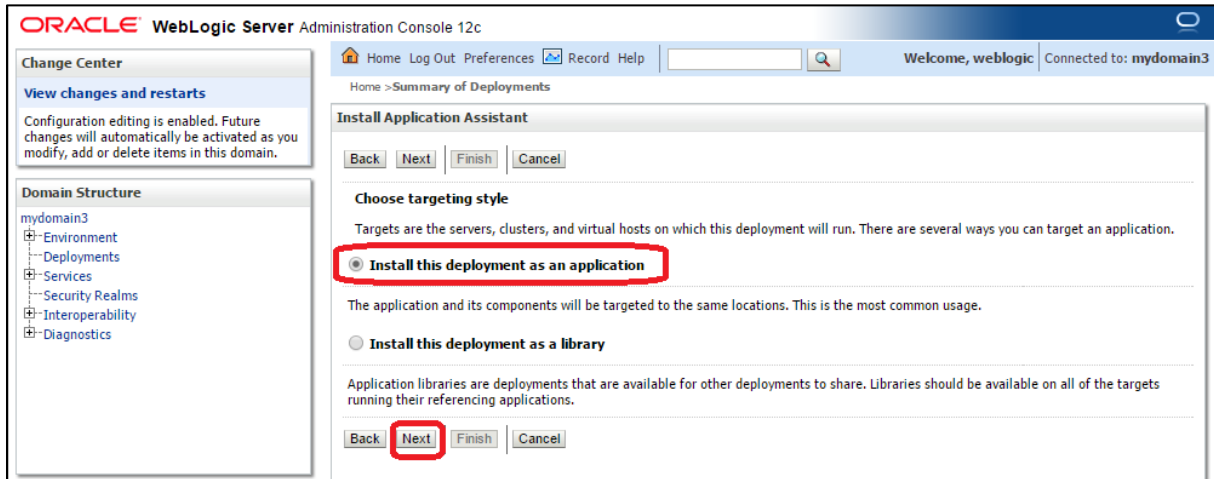 ORACLE WebLogic Server Administration Console 12c
Change Center
View changes and restarts
Configuration editing is enabled. Future
changes will automatically be activated as you
modify, add or delete items in this domain.
Domain Structure
mydomain3
Environment
Deployments
Services
Security Realms
Interoperability
Diagnostics
Home Log Out Preferences Record Help
Welcome, weblogic Connected to: mydomain3
Home >Summary of Deployments
Install Application Assistant
Back Next Finish Cancel
Choose targeting style
Targets are the servers, clusters, and virtual hosts on which this deployment will run. There are several ways you can target an application.
Install this deployment as an application
The application and its components will be targeted to the same locations. This is the most common usage.
Install this deployment as a library
Application libraries are deployments that are available for other deployments to share. Libraries should be available on all of the targets
running their referencing applications.
Back Next Finish Cancel